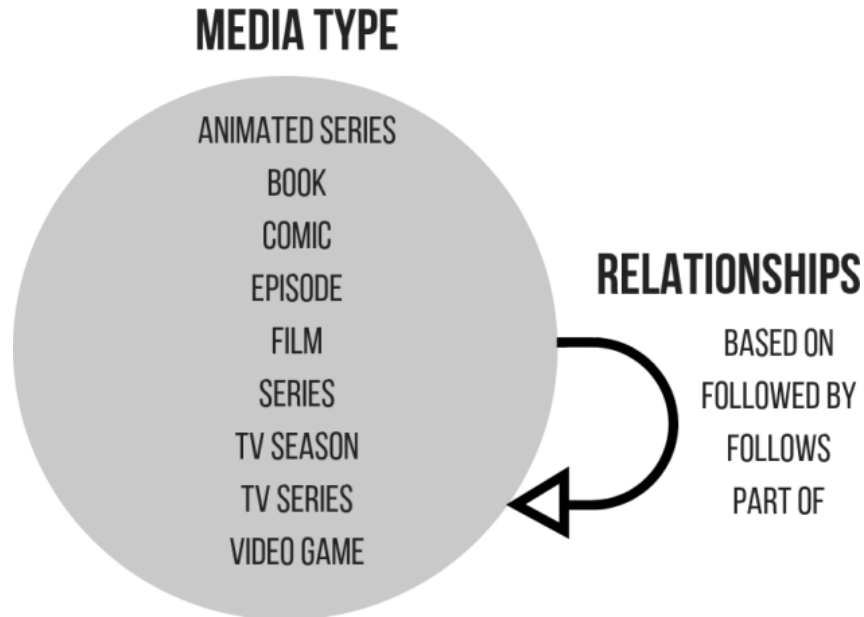 MEDIA TYPE
ANIMATED SERIES
BOOK
COMIC
EPISODE
FILM
SERIES
TV SEASON
TV SERIES
VIDEO GAME
RELATIONSHIPS
BASED ON
FOLLOWED BY
FOLLOWS
PART OF